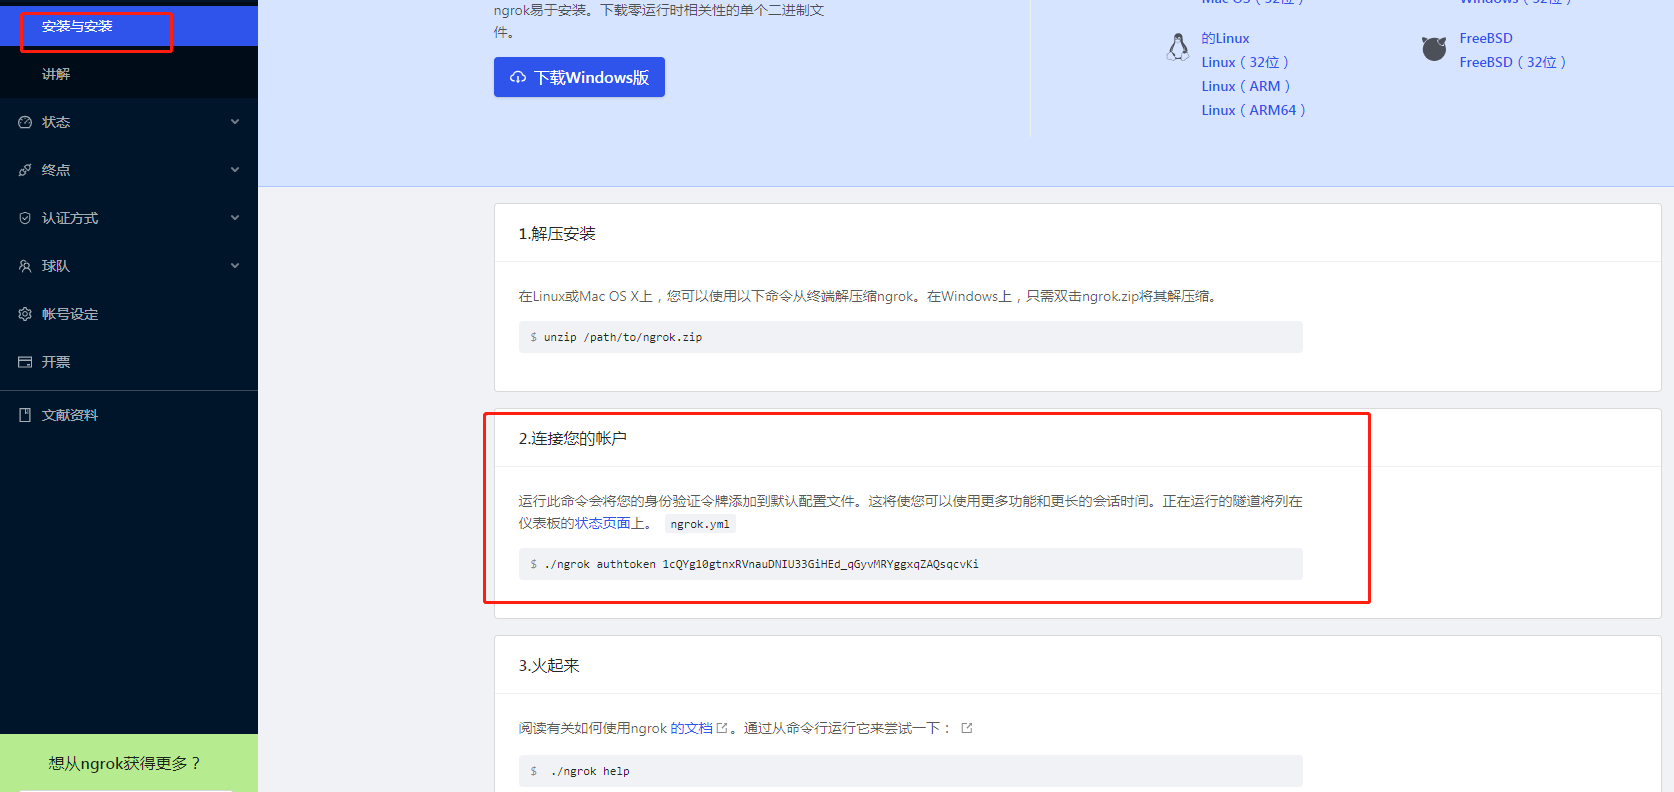 安装与安装
讲解
状态
终点
认证方式
球队
帐号设定
开票
文献资料
想从ngrok获得更多？
ngrok易于安装。下载零运行时相关性的单个二进制文
件。
下载Windows版
Mac OS（32位）
Windows（32位）
的Linux
Linux（32位）
Linux（ARM）
Linux（ARM64）
FreeBSD
FreeBSD（32位）
1.解压安装
在Linux或Mac OS X上，您可以使用以下命令从终端解压缩ngrok。在Windows上，只需双击ngrok.zip将其解压缩。
$ unzip /path/to/ngrok.zip
2.连接您的帐户
运行此命令会将您的身份验证令牌添加到默认配置文件。这将使您可以使用更多功能和更长的会话时间。正在运行的隧道将列在
仪表板的状态页面上。 ngrok.yml
$ ./ngrok authtoken 1cQYg10gtnxRVnauDNIU33GiHEd_qGyvMRYggxqZAQsqcvKi
3.火起来
阅读有关如何使用ngrok 的文档。通过从命令行运行它来尝试一下：
$ ./ngrok help